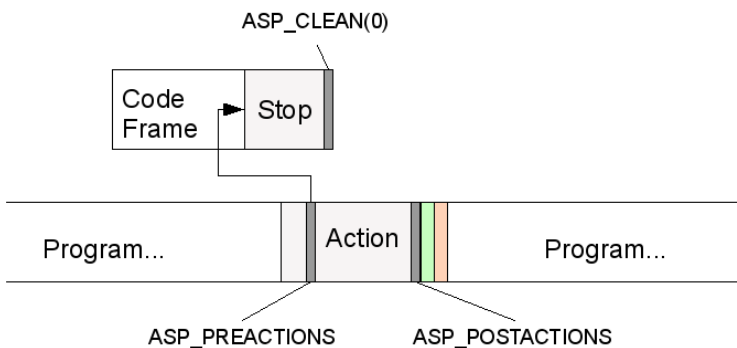 ASP_CLEAN(0)
Code
Frame
Stop
Program...
Action
Program...
ASP_PREACTIONS
ASP_POSTACTIONS